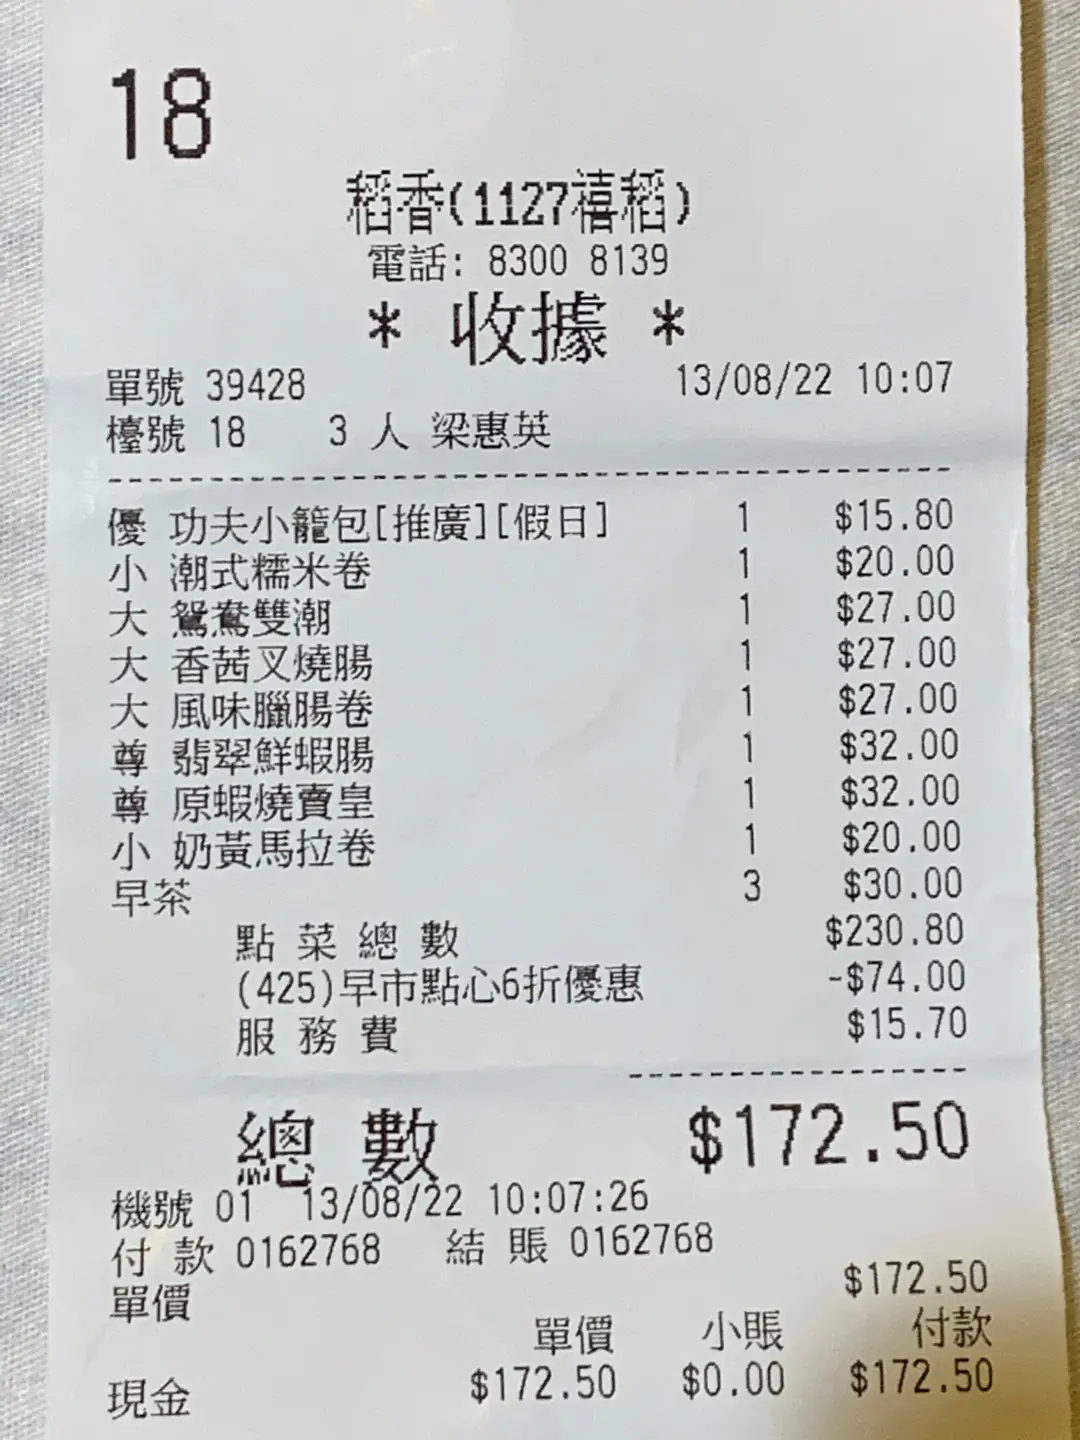 18
稻香(1127禧稻)
電話: 8300 8139
* 收據 *
單號 39428 13/08/22 10:07
檯號 18 3 人 梁惠英
優 功夫小籠包[推廣][假日] 1 $15.80
小 潮式糯米卷 1 $20.00
大 鴛鴦雙潮 1 $27.00
大 香茜叉燒腸 1 $27.00
大 風味臘腸卷 1 $27.00
尊 翡翠鮮蝦腸 1 $32.00
尊 原蝦燒賣皇 1 $32.00
小 奶黃馬拉卷 1 $20.00
早茶 3 $30.00
點 菜 總 數 $230.80
(425)早市點心6折優惠 -$74.00
服 務 費 $15.70
總 數 $172.50
機號 01 13/08/22 10:07:26
付 款 0162768 結 賬 0162768
單價 $172.50
單價 小賬 付款
現金 $172.50 $0.00 $172.50